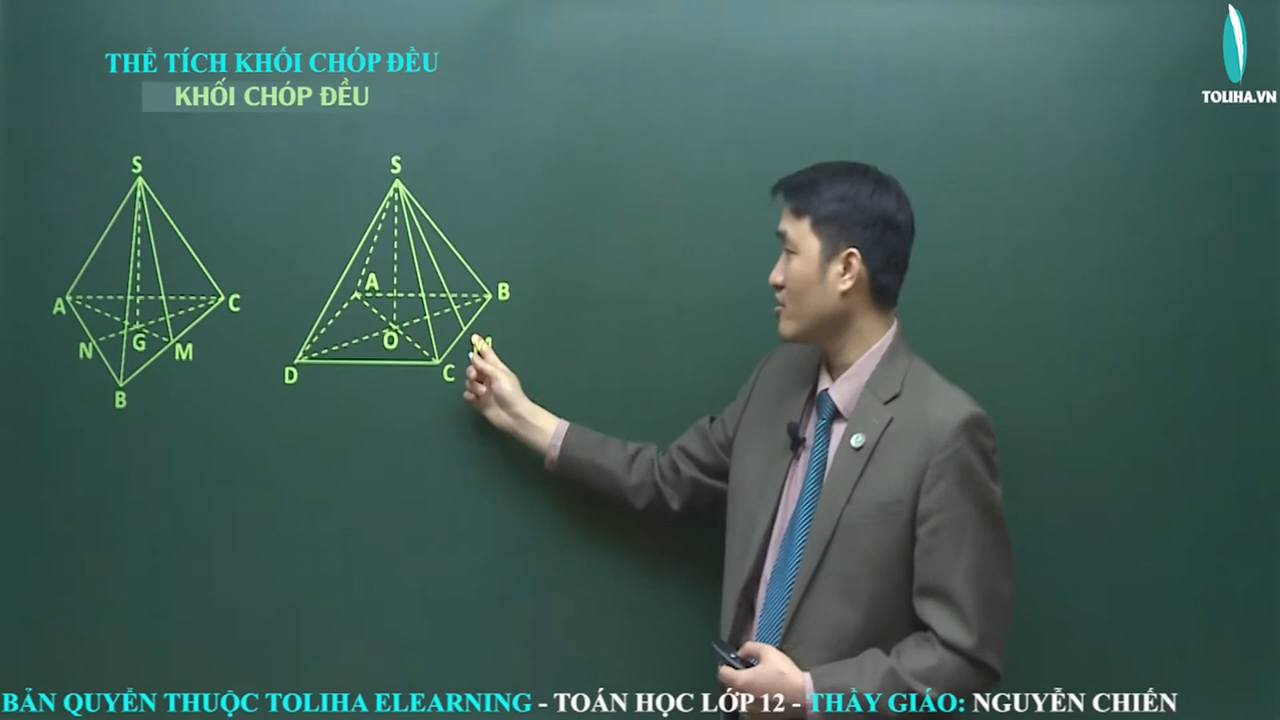 THỂ TÍCH KHỐI CHÓP ĐỀU
KHỐI CHÓP ĐỀU
TOLIHA.VN
S
A
C
N
G
M
B
S
A
B
O
M
D
C
BẢN QUYỄN THUỘC TOLIHA ELEARNING - TOÁN HỌC LỚP 12 - THẦY GIÁO: NGUYỄN CHIẾN